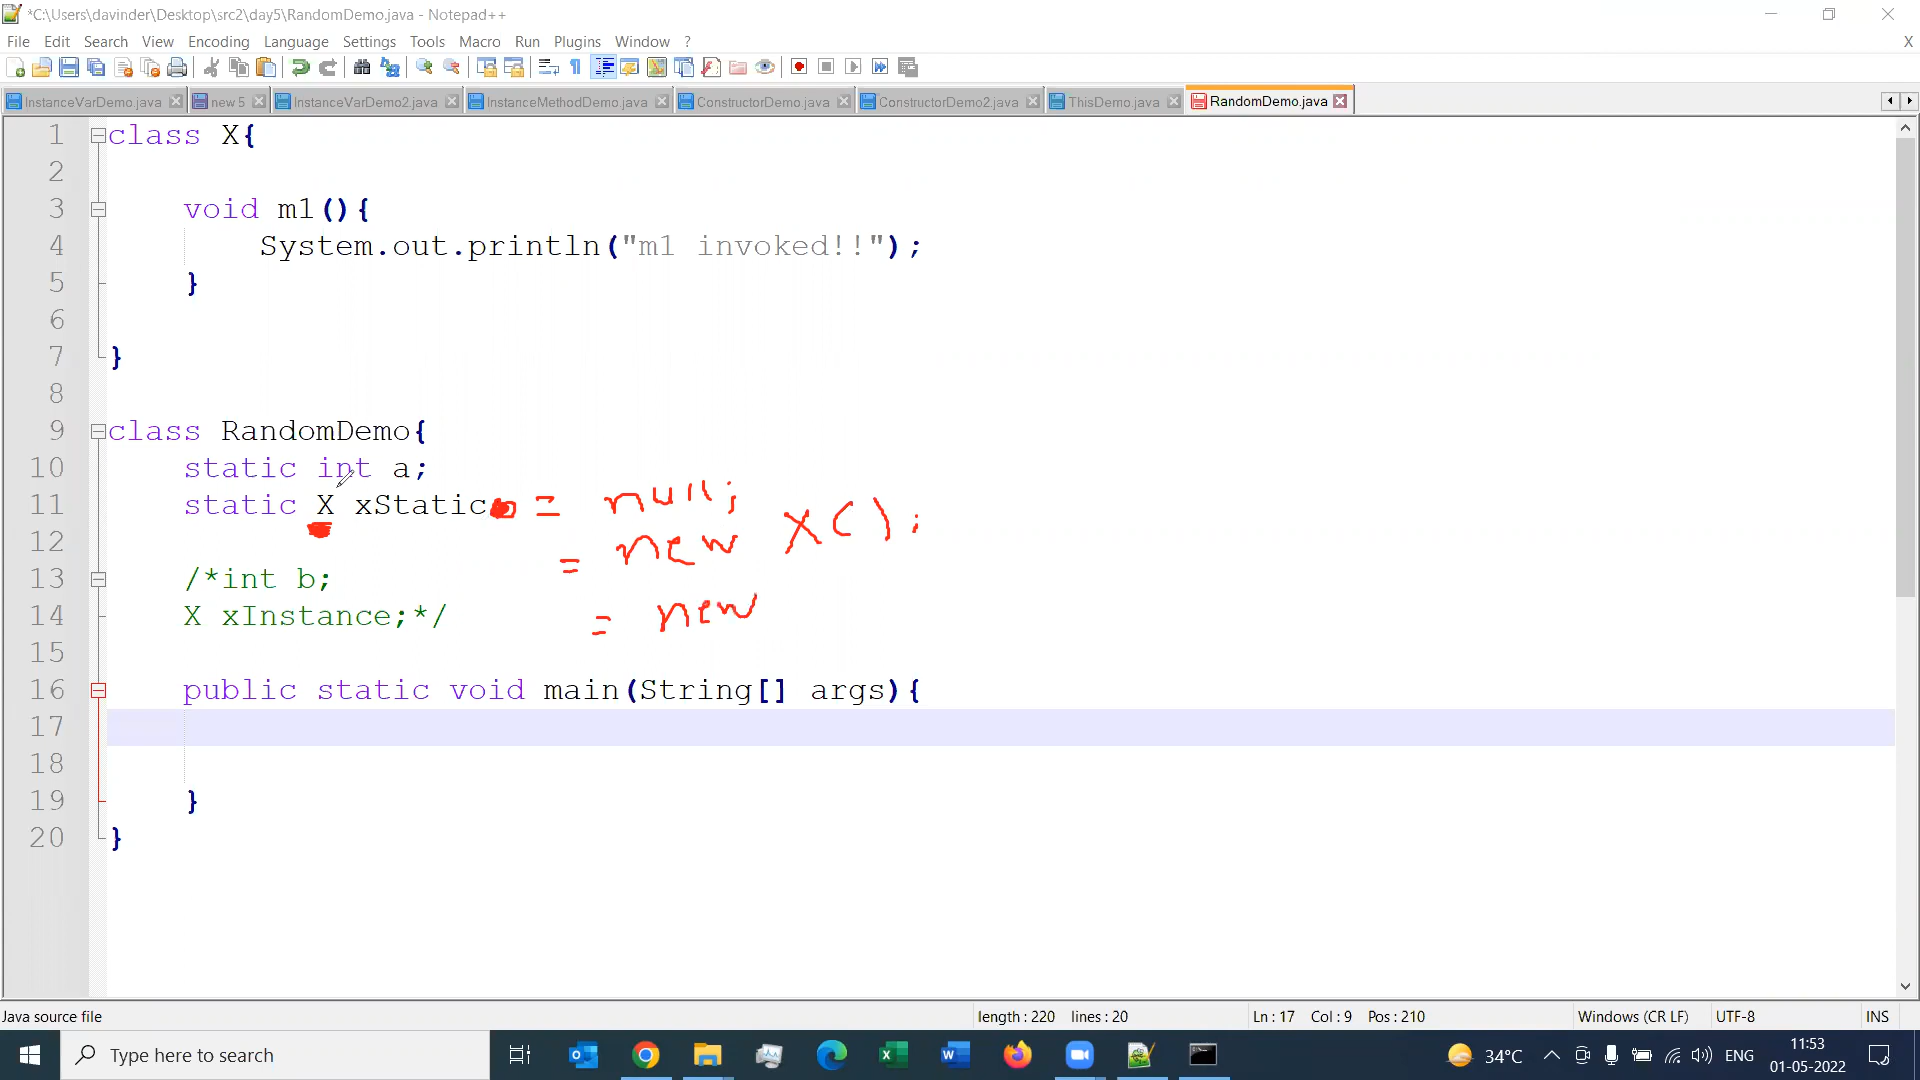 *C:\Users\davinder\Desktop\src2\day5\RandomDemo.java - Notepad++
File Edit Search View Encoding Language Settings Tools Macro Run Plugins Window ? X
InstanceVarDemo.java new 5 InstanceVarDemo2.java InstanceMethodDemo.java ConstructorDemo.java ConstructorDemo2.java ThisDemo.java RandomDemo.java
1 class X{
2
3 void m1(){
4 System.out.println("m1 invoked!!");
5 }
6
7 }
8
9 class RandomDemo{
10 static int a;
11 static X xStatic = null;
= new X();
12
13 /*int b;
14 X xInstance;*/
= new
15
16 public static void main(String[] args){
17
18
19 }
20 }
Java source file length : 220 lines : 20 Ln : 17 Col : 9 Pos : 210 Windows (CR LF) UTF-8 INS
Type here to search 34°C ENG 11:53
01-05-2022